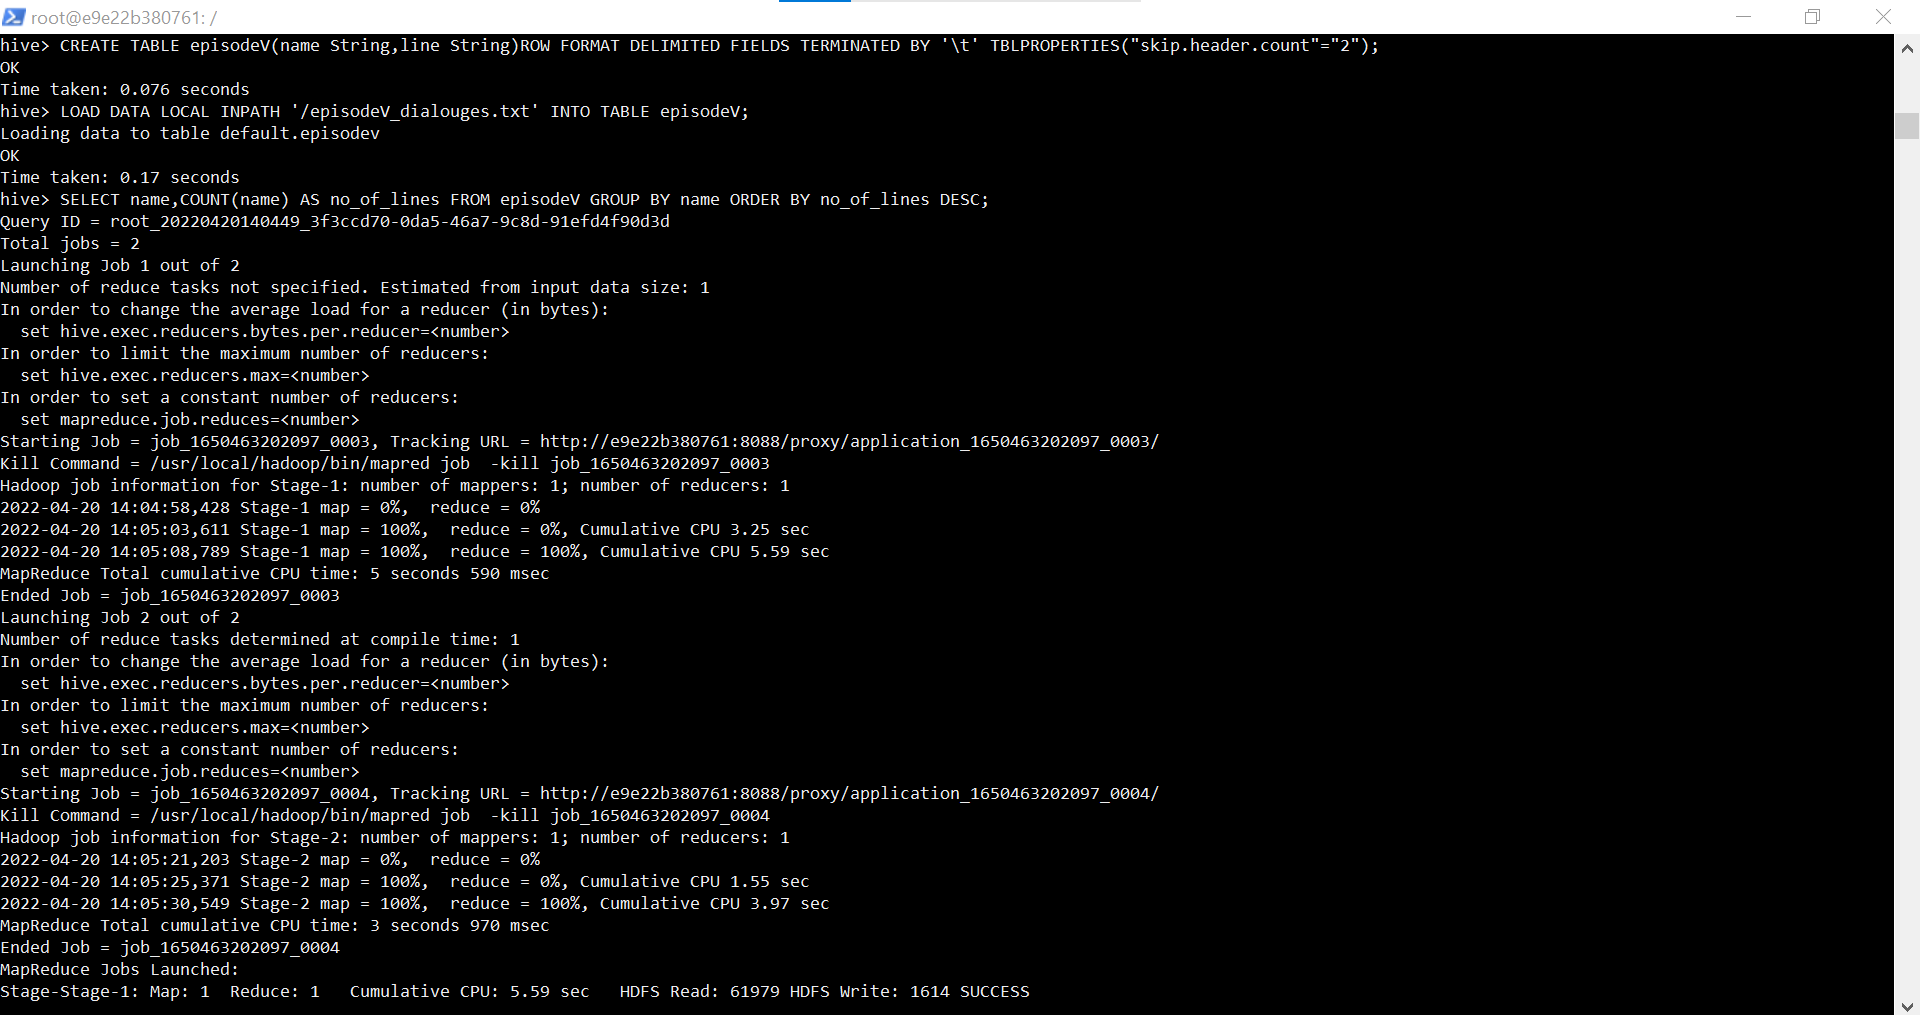 root@e9e22b380761: /
hive> CREATE TABLE episodeV(name String,line String)ROW FORMAT DELIMITED FIELDS TERMINATED BY '\t' TBLPROPERTIES("skip.header.count"="2");
OK
Time taken: 0.076 seconds
hive> LOAD DATA LOCAL INPATH '/episodeV_dialouges.txt' INTO TABLE episodeV;
Loading data to table default.episodev
OK
Time taken: 0.17 seconds
hive> SELECT name,COUNT(name) AS no_of_lines FROM episodeV GROUP BY name ORDER BY no_of_lines DESC;
Query ID = root_20220420140449_3f3ccd70-0da5-46a7-9c8d-91efd4f90d3d
Total jobs = 2
Launching Job 1 out of 2
Number of reduce tasks not specified. Estimated from input data size: 1
In order to change the average load for a reducer (in bytes):
  set hive.exec.reducers.bytes.per.reducer=<number>
In order to limit the maximum number of reducers:
  set hive.exec.reducers.max=<number>
In order to set a constant number of reducers:
  set mapreduce.job.reduces=<number>
Starting Job = job_1650463202097_0003, Tracking URL = http://e9e22b380761:8088/proxy/application_1650463202097_0003/
Kill Command = /usr/local/hadoop/bin/mapred job  -kill job_1650463202097_0003
Hadoop job information for Stage-1: number of mappers: 1; number of reducers: 1
2022-04-20 14:04:58,428 Stage-1 map = 0%,  reduce = 0%
2022-04-20 14:05:03,611 Stage-1 map = 100%,  reduce = 0%, Cumulative CPU 3.25 sec
2022-04-20 14:05:08,789 Stage-1 map = 100%,  reduce = 100%, Cumulative CPU 5.59 sec
MapReduce Total cumulative CPU time: 5 seconds 590 msec
Ended Job = job_1650463202097_0003
Launching Job 2 out of 2
Number of reduce tasks determined at compile time: 1
In order to change the average load for a reducer (in bytes):
  set hive.exec.reducers.bytes.per.reducer=<number>
In order to limit the maximum number of reducers:
  set hive.exec.reducers.max=<number>
In order to set a constant number of reducers:
  set mapreduce.job.reduces=<number>
Starting Job = job_1650463202097_0004, Tracking URL = http://e9e22b380761:8088/proxy/application_1650463202097_0004/
Kill Command = /usr/local/hadoop/bin/mapred job  -kill job_1650463202097_0004
Hadoop job information for Stage-2: number of mappers: 1; number of reducers: 1
2022-04-20 14:05:21,203 Stage-2 map = 0%,  reduce = 0%
2022-04-20 14:05:25,371 Stage-2 map = 100%,  reduce = 0%, Cumulative CPU 1.55 sec
2022-04-20 14:05:30,549 Stage-2 map = 100%,  reduce = 100%, Cumulative CPU 3.97 sec
MapReduce Total cumulative CPU time: 3 seconds 970 msec
Ended Job = job_1650463202097_0004
MapReduce Jobs Launched:
Stage-Stage-1: Map: 1  Reduce: 1   Cumulative CPU: 5.59 sec   HDFS Read: 61979 HDFS Write: 1614 SUCCESS